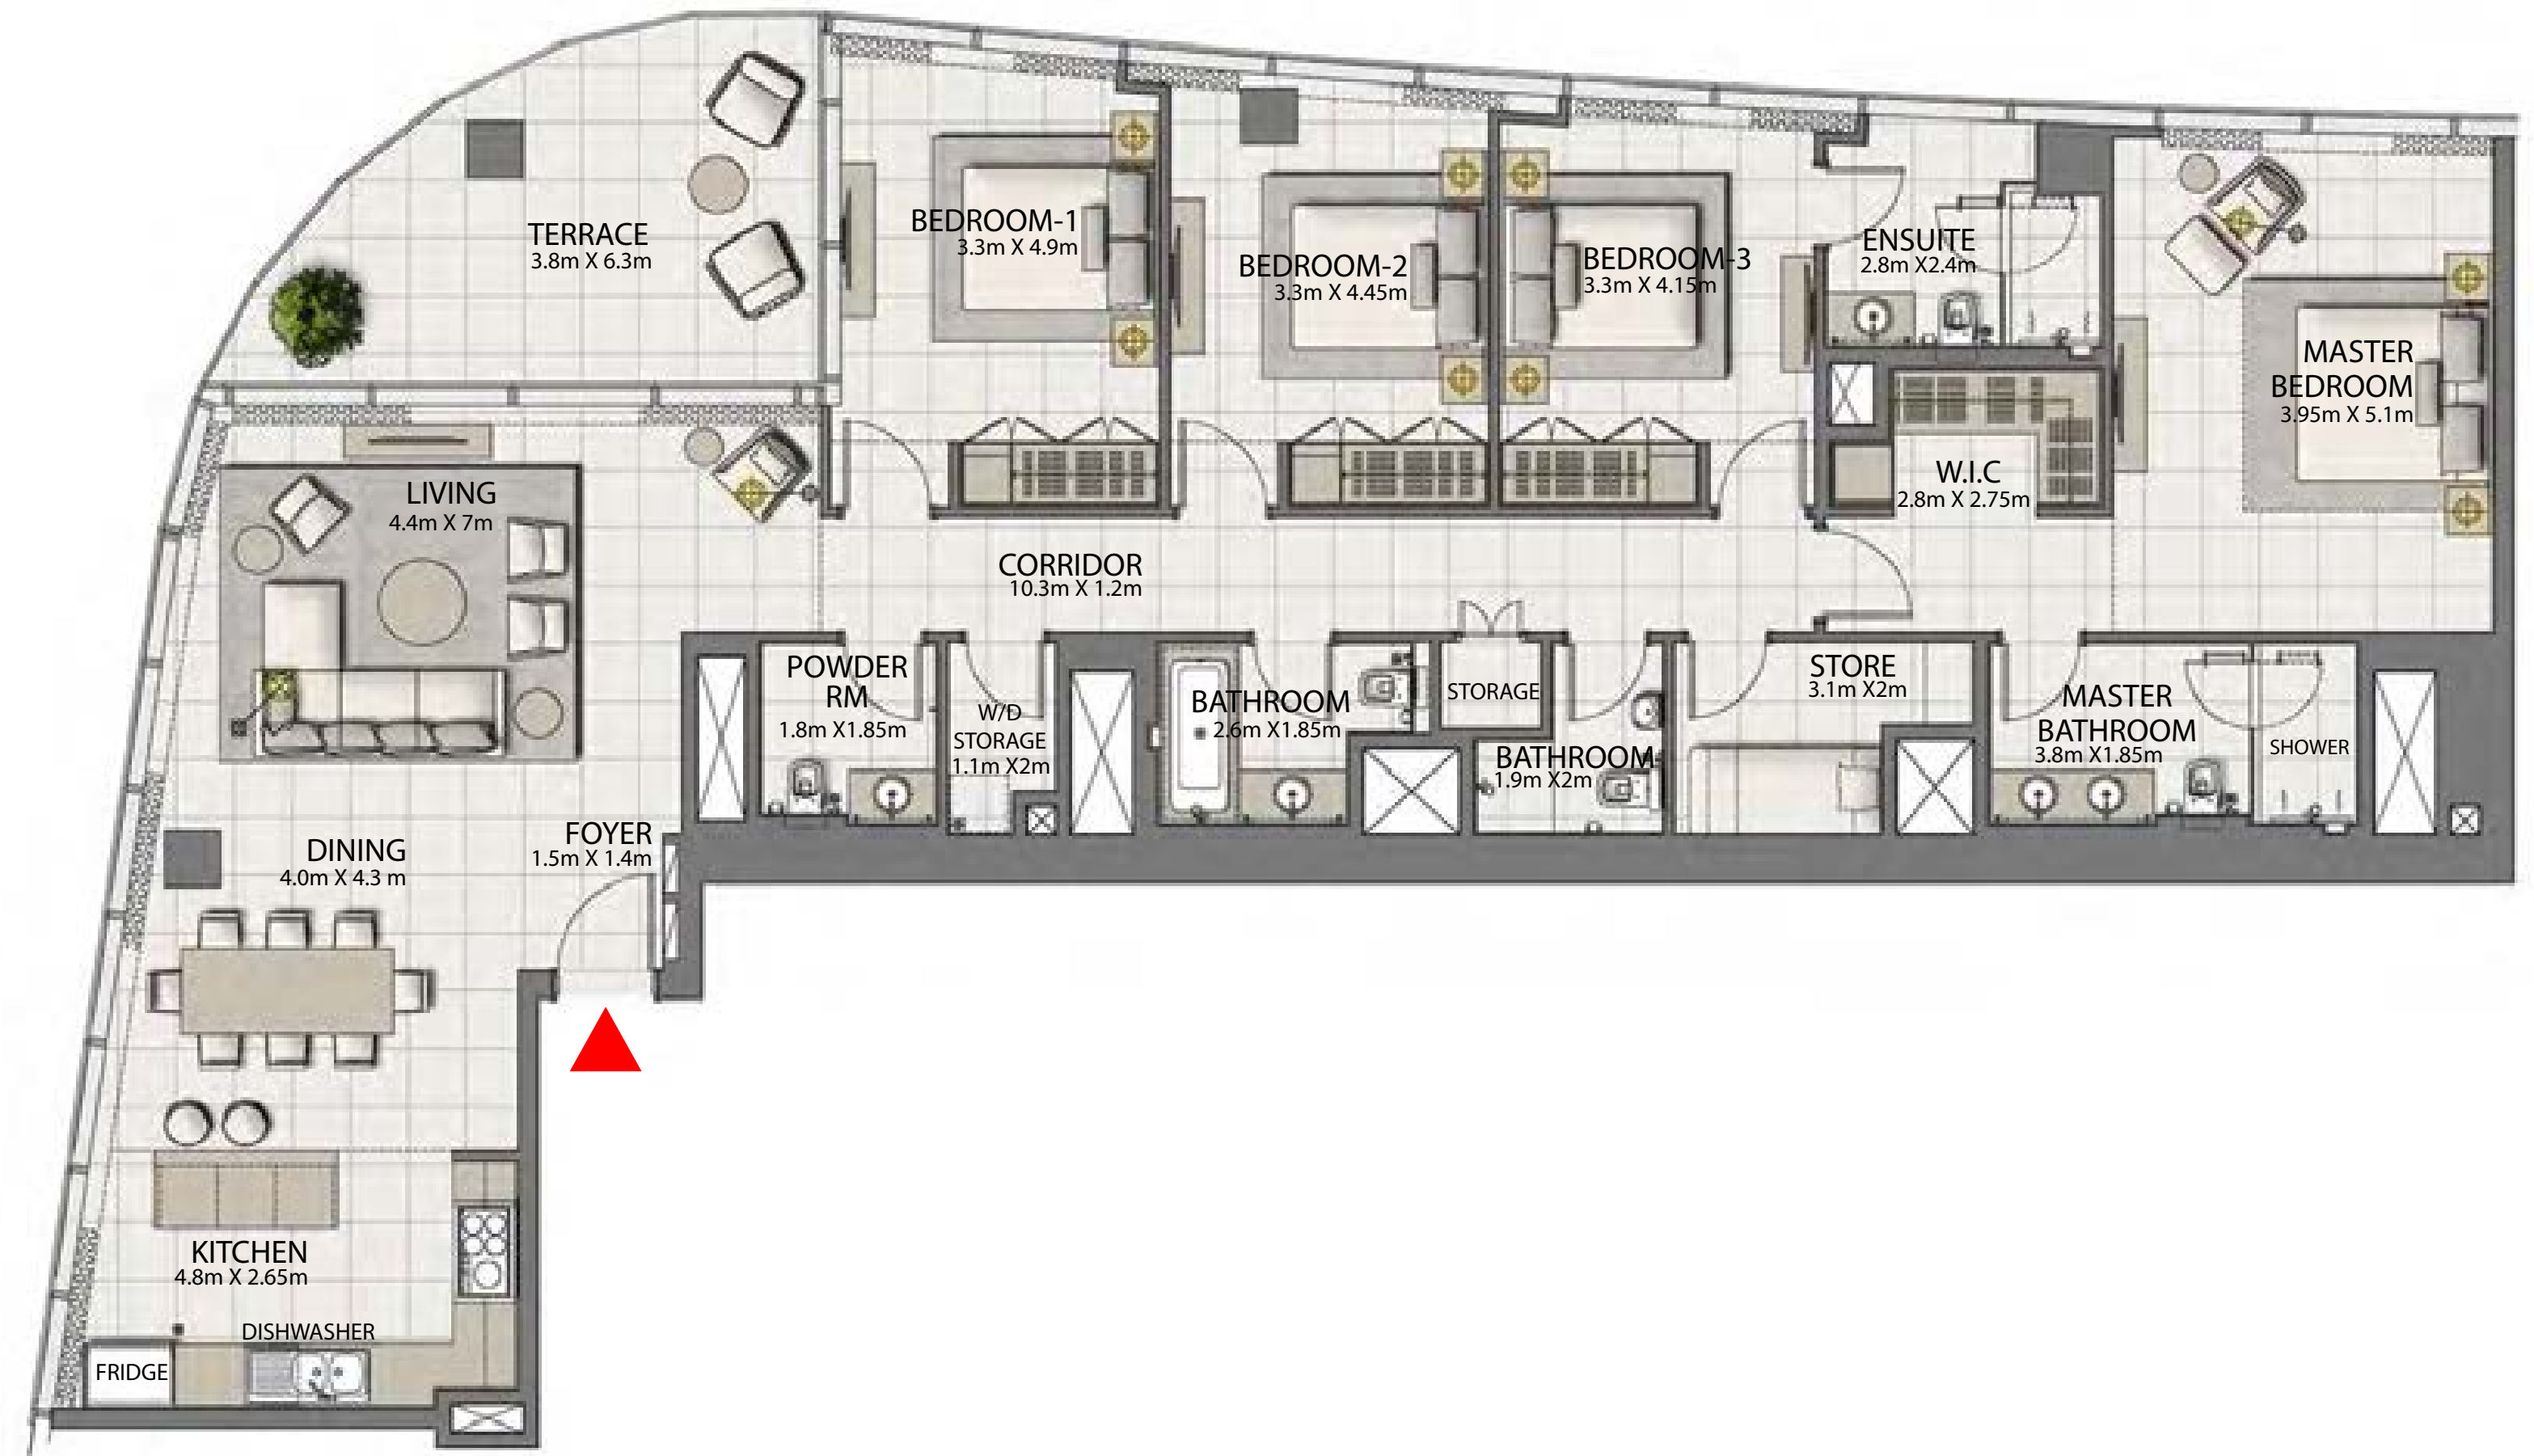 TERRACE
3.8m X 6.3m
BEDROOM-1
3.3m X 4.9m
BEDROOM-2
3.3m X 4.45m
BEDROOM-3
3.3m X 4.15m
ENSUITE
2.8m X2.4m
MASTER
BEDROOM
3.95m X 5.1m
W.I.C
2.8m X 2.75m
LIVING
4.4m X 7m
CORRIDOR
10.3m X 1.2m
POWDER
RM
1.8m X1.85m
W/D
STORAGE
1.1m X2m
BATHROOM
2.6m X1.85m
STORAGE
BATHROOM
1.9m X2m
STORE
3.1m X2m
MASTER
BATHROOM
3.8m X1.85m
SHOWER
FOYER
1.5m X 1.4m
DINING
4.0m X 4.3 m
KITCHEN
4.8m X 2.65m
DISHWASHER
FRIDGE